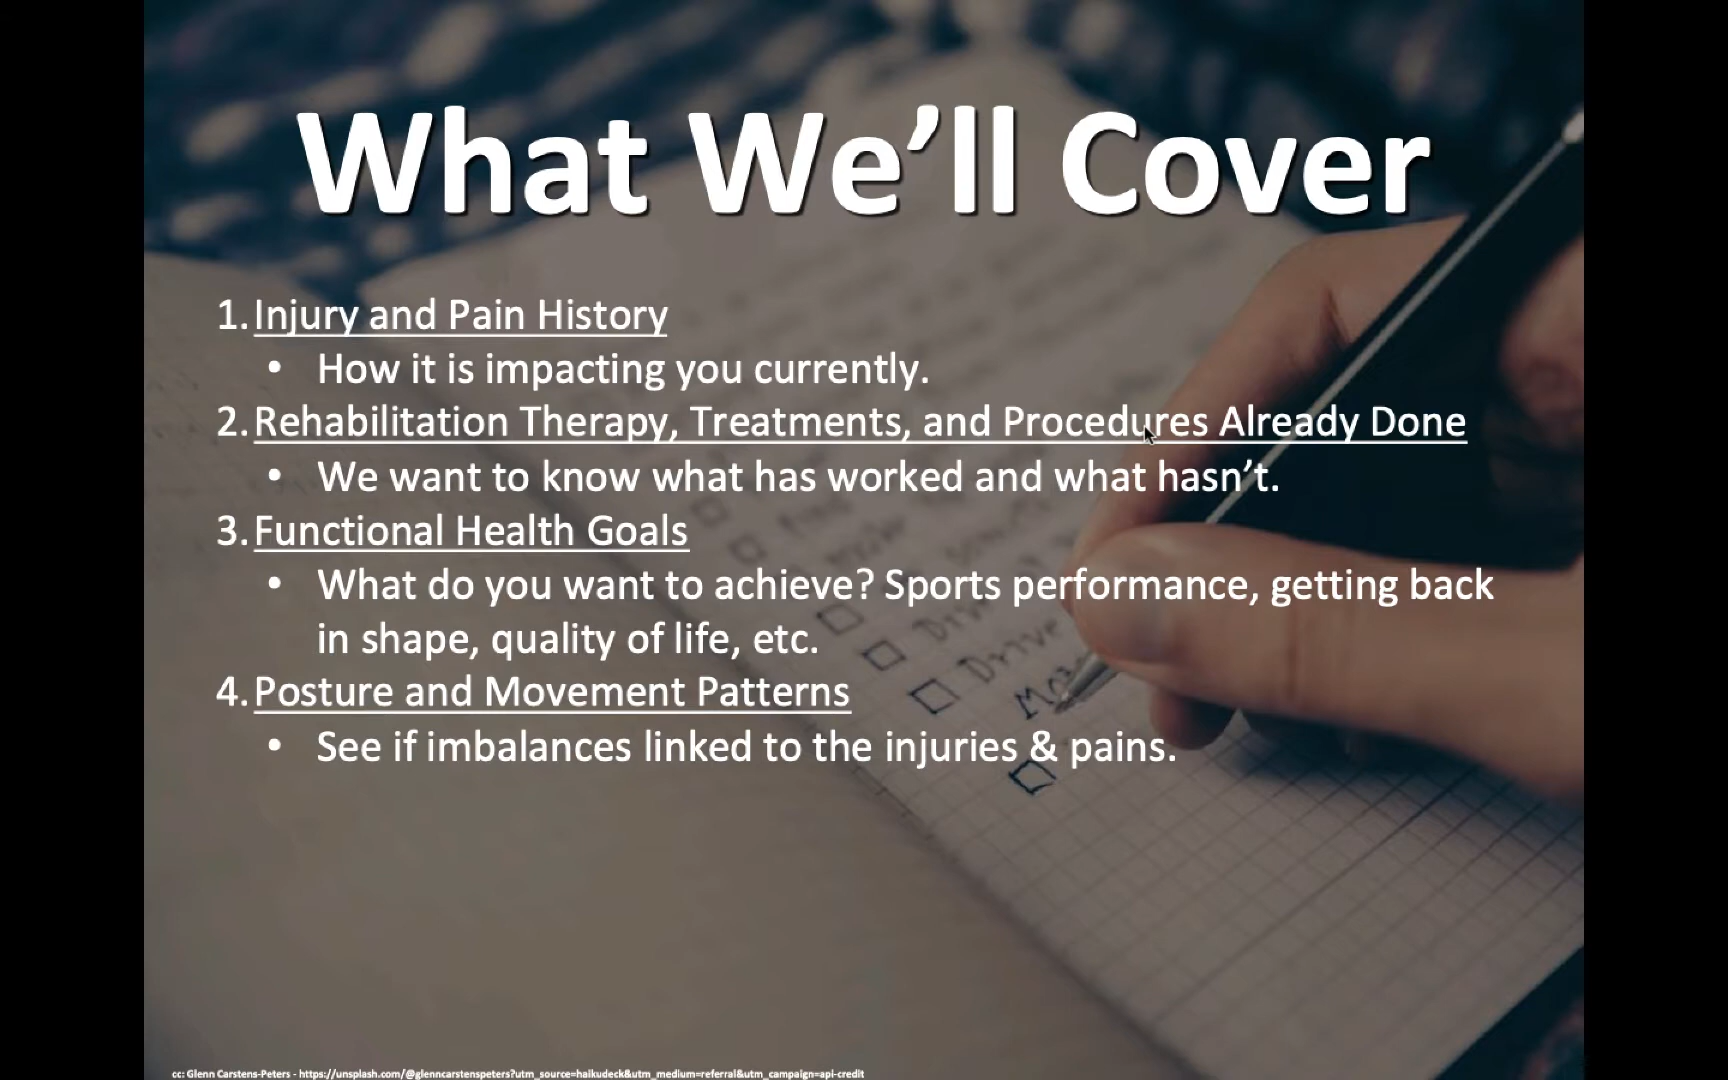 What We’ll Cover
1. Injury and Pain History
• How it is impacting you currently.
2. Rehabilitation Therapy, Treatments, and Procedures Already Done
• We want to know what has worked and what hasn’t.
3. Functional Health Goals
• What do you want to achieve? Sports performance, getting back
in shape, quality of life, etc.
4. Posture and Movement Patterns
• See if imbalances linked to the injuries & pains.
Drive
cc: Glenn Carstens-Peters - https://unsplash.com/@glenncarstenspeters?utm_source=haikudeck&utm_medium=referral&utm_campaign=api-credit